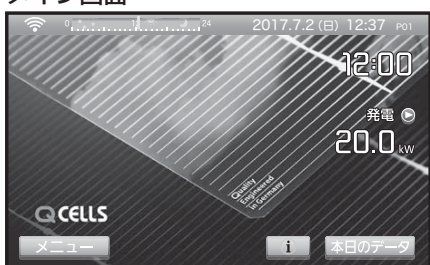 メイン画面
0 12 24 2017.7.2 (日) 12:37 P01
12:00
発電
20.0 kW
Quality
Engineered
in Germany
Q CELLS
メニュー i 本日のデータ